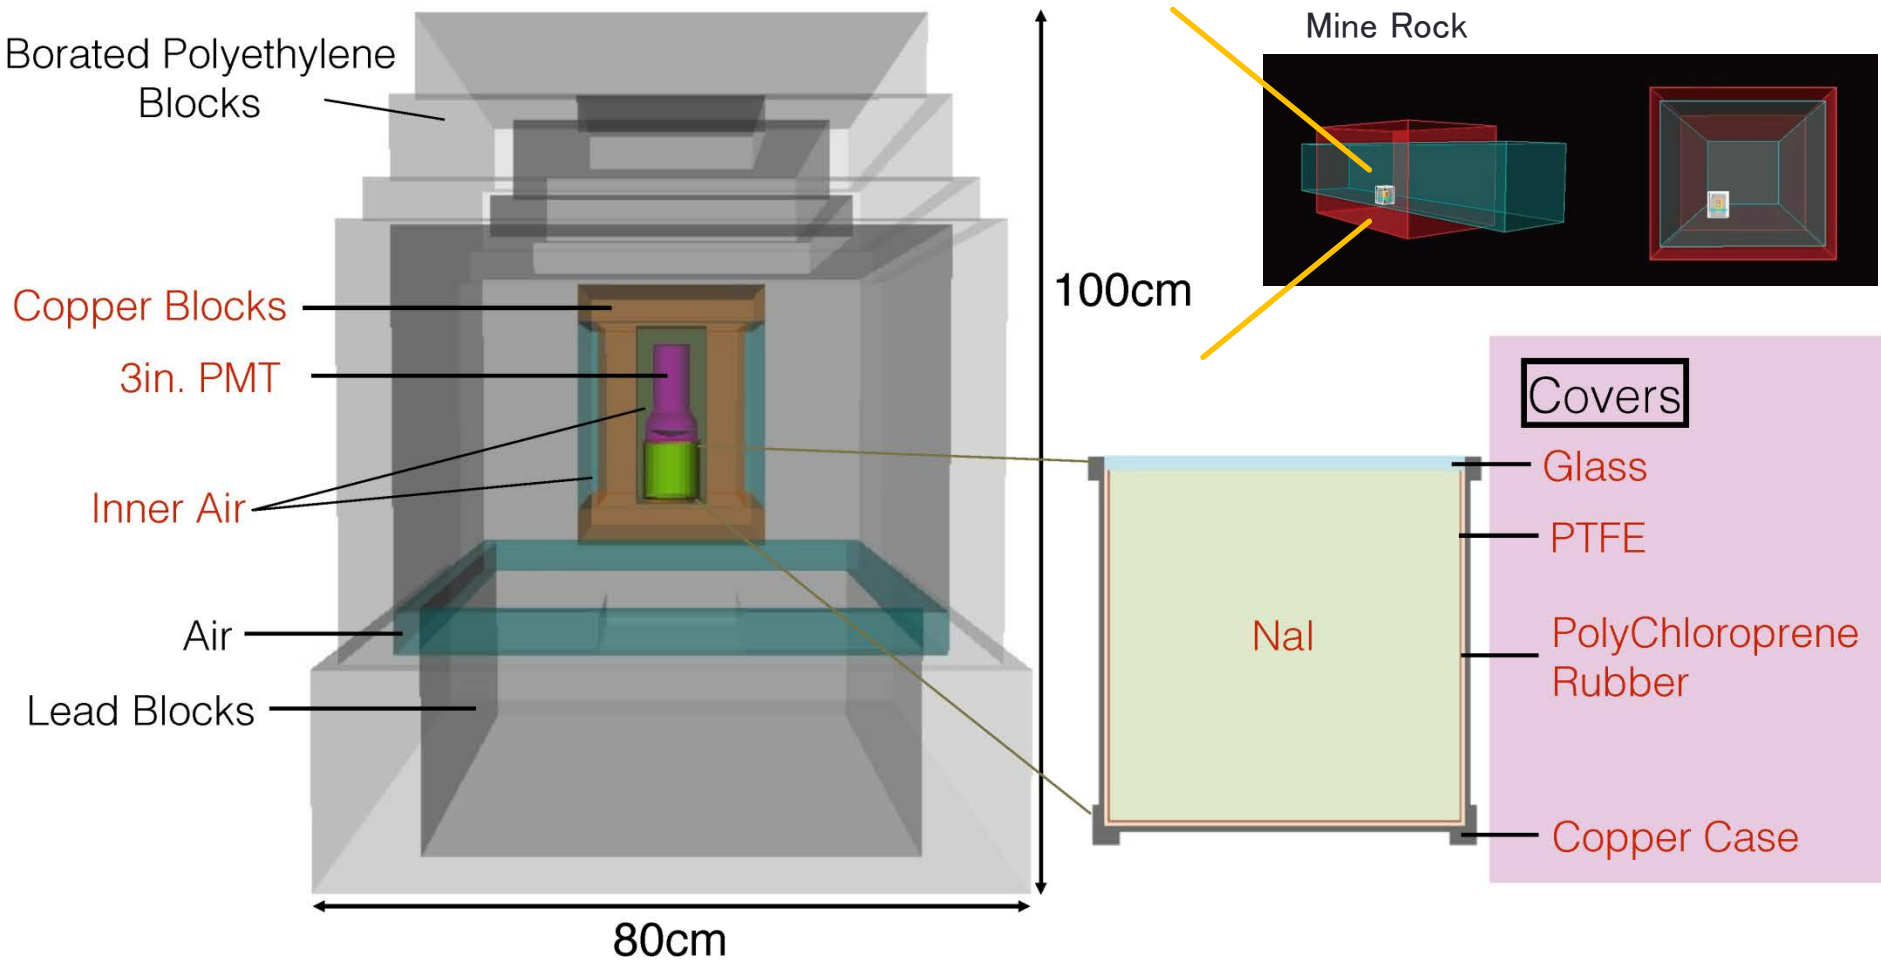 Borated Polyethylene
Blocks
Copper Blocks
3in. PMT
Inner Air
Air
Lead Blocks
100cm
80cm
Mine Rock
Covers
Glass
PTFE
NaI
PolyChloroprene
Rubber
Copper Case